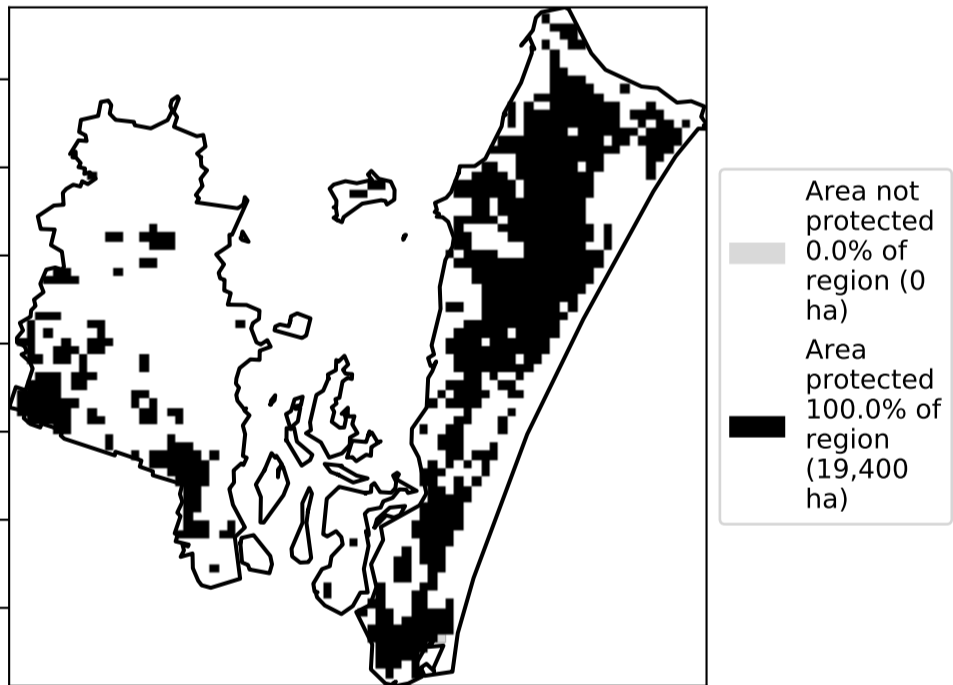 Area not
protected
0.0% of
region (0
ha)
Area
protected
100.0% of
region
(19,400
ha)